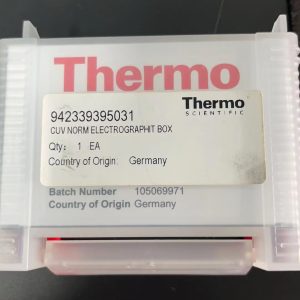 Thermo
942339395031
CUV NORM ELECTROGRAPHIT BOX
Thermo
SCIENTIFIC
Qty: 1 EA
Country of Origin: Germany
Batch Number 105069971
Country of Origin Germany